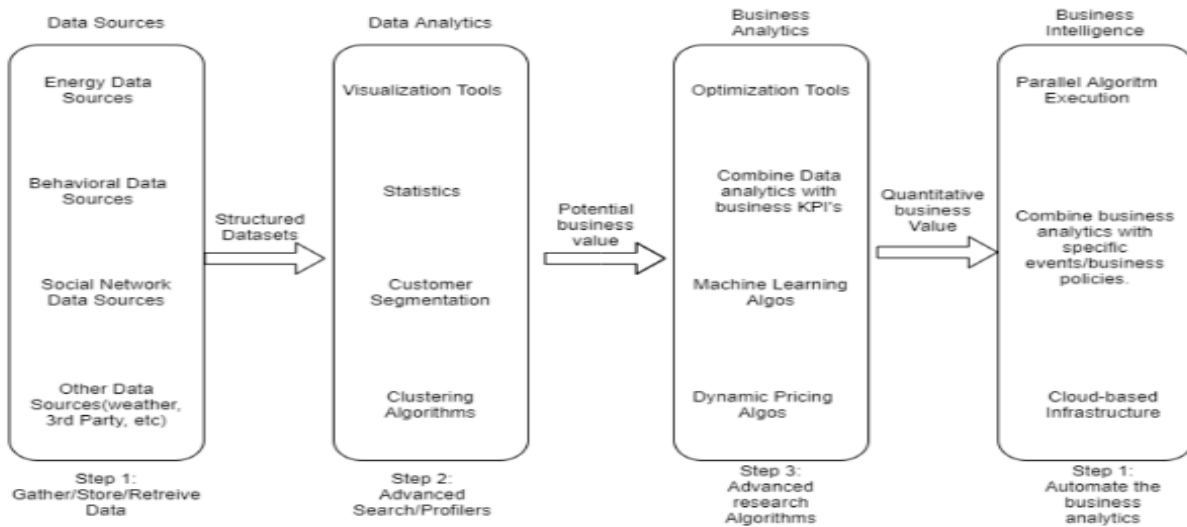 Data Sources
Energy Data
Sources
Behavioral Data
Sources
Social Network
Data Sources
Other Data
Sources(weather,
3rd Party, etc)
Step 1:
Gather/Store/Retreive
Data
Structured
Datasets
Data Analytics
Visualization Tools
Statistics
Customer
Segmentation
Clustering
Algorithms
Step 2:
Advanced
Search/Profilers
Potential
business
value
Business
Analytics
Optimization Tools
Combine Data
analytics with
business KPI's
Machine Learning
Algos
Dynamic Pricing
Algos
Step 3:
Advanced
research
Algorithms
Quantitative
business
Value
Business
Intelligence
Parallel Algoritm
Execution
Combine business
analytics with
specific
events/business
policies.
Cloud-based
Infrastructure
Step 1:
Automate the
business
analytics